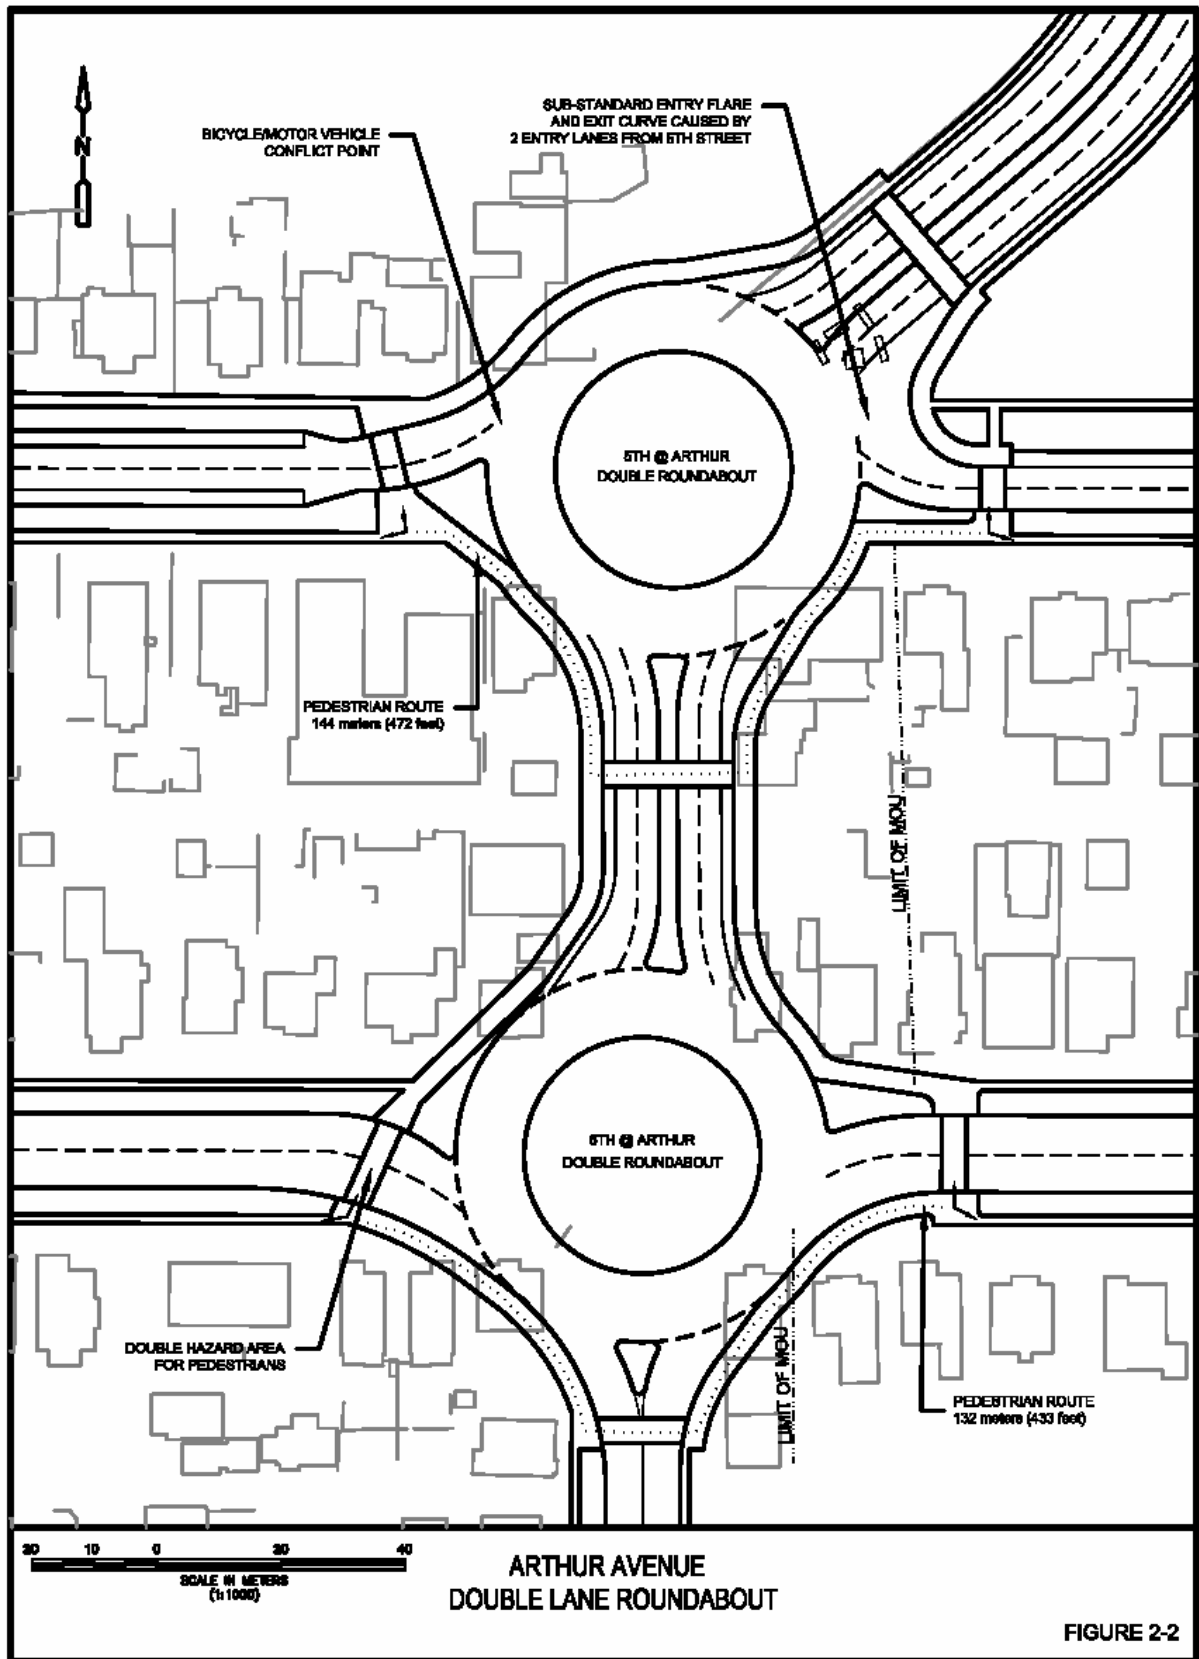 SUB-STANDARD ENTRY FLARE
AND EXIT CURVE CAUSED BY
2 ENTRY LANES FROM 5TH STREET
BICYCLE/MOTOR VEHICLE
CONFLICT POINT
N
5TH @ ARTHUR
DOUBLE ROUNDABOUT
PEDESTRIAN ROUTE
144 meters (472 feet)
LIMIT OF MOU
6TH @ ARTHUR
DOUBLE ROUNDABOUT
DOUBLE HAZARD AREA
FOR PEDESTRIANS
LIMIT OF MOU
PEDESTRIAN ROUTE
132 meters (433 feet)
20 10 0 20 40
SCALE IN METERS
(1:1000)
ARTHUR AVENUE
DOUBLE LANE ROUNDABOUT
FIGURE 2-2